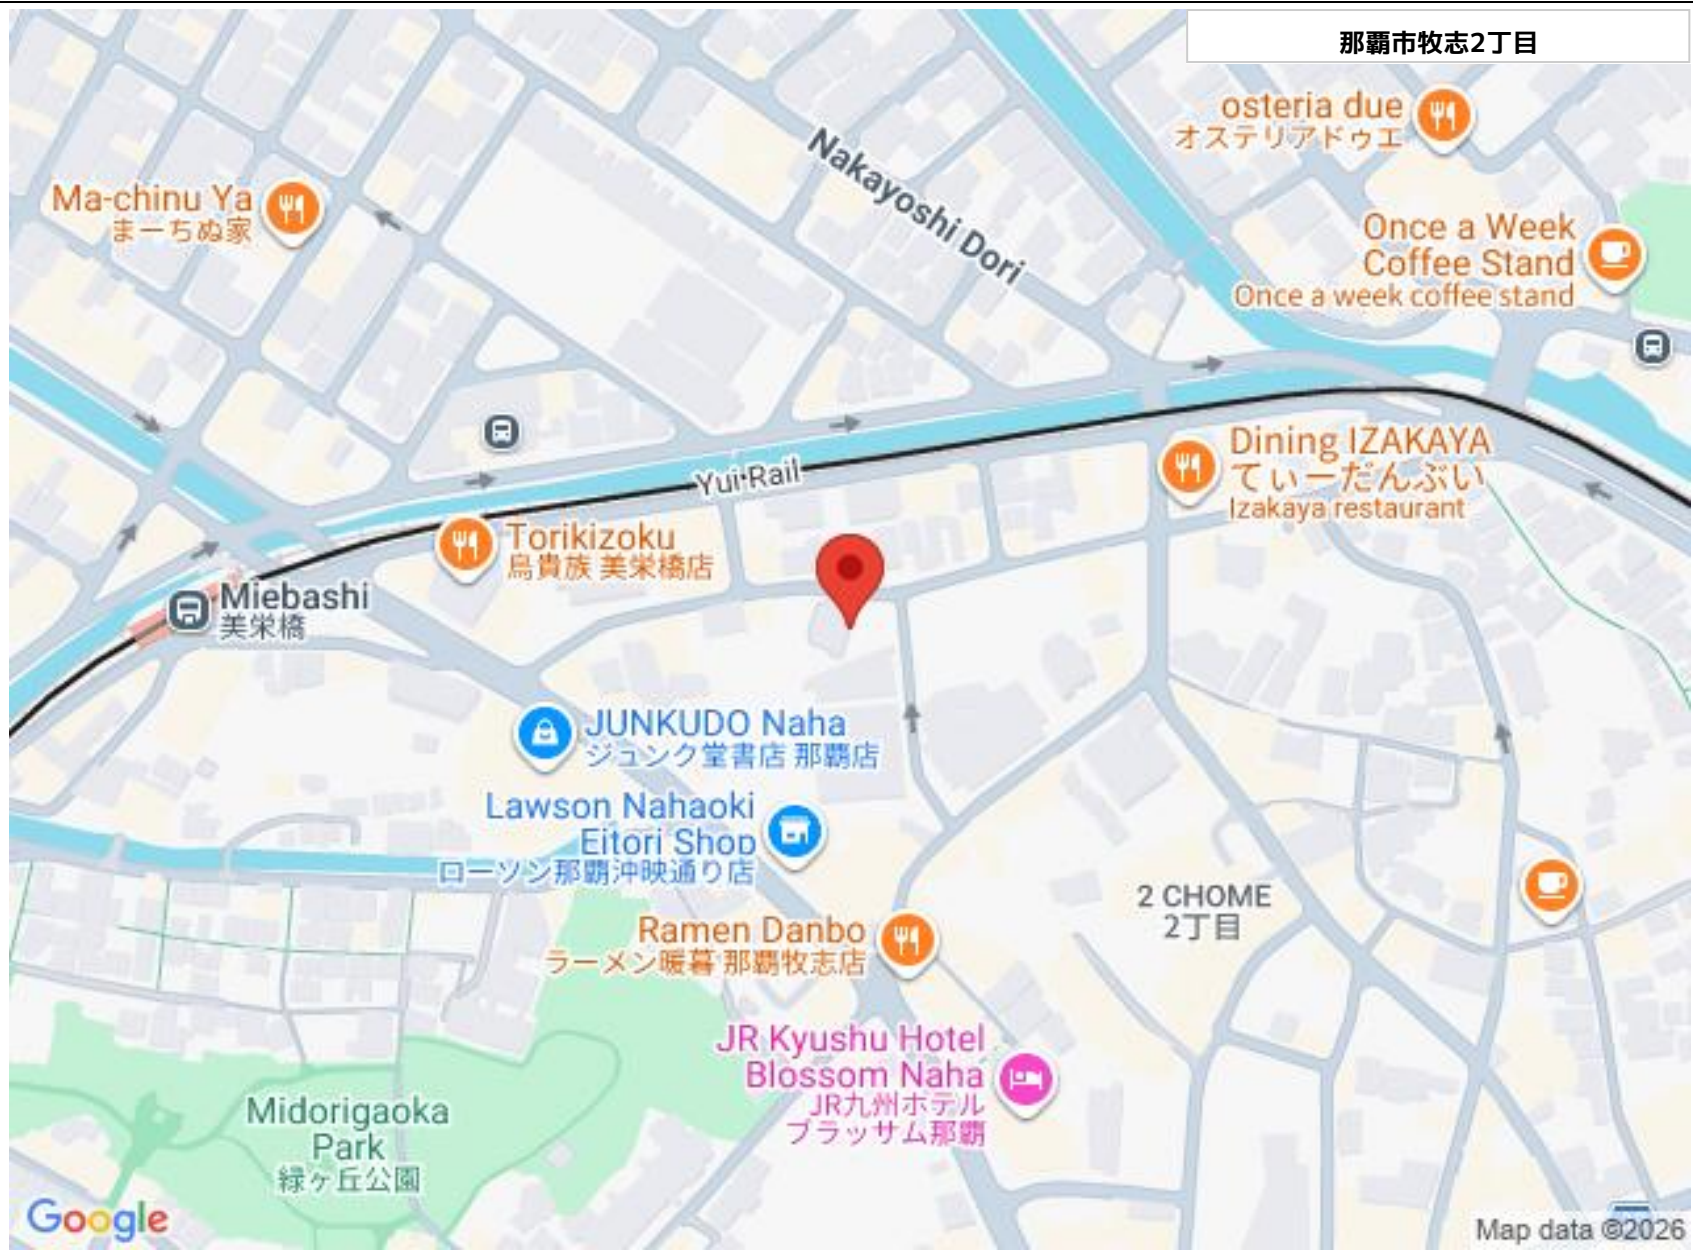 那覇市牧志2丁目
osteria due
オステリアドゥエ
Nakayoshi Dori
Ma-chinu Ya
まーちぬ家
Once a Week
Coffee Stand
Once a week coffee stand
Dining IZAKAYA
てぃーだんぶい
Izakaya restaurant
Yui Rail
Torikizoku
鳥貴族 美栄橋店
Miebashi
美栄橋
JUNKUDO Naha
ジュンク堂書店 那覇店
Lawson Nahaoki
Eitori Shop
ローソン那覇沖映通り店
2 CHOME
2丁目
Ramen Danbo
ラーメン暖暮 那覇牧志店
JR Kyushu Hotel
Blossom Naha
JR九州ホテル
ブラッサム那覇
Midorigaoka
Park
緑ヶ丘公園
Google
Map data ©2026